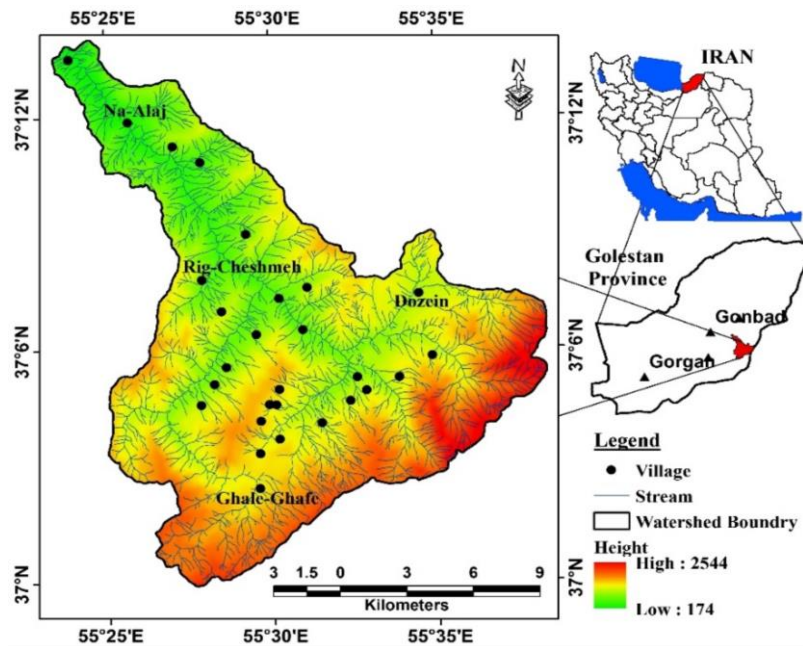 55°25'E
55°30'E
55°35'E
37°12'N
37°6'N
37°N
N
Na-Alaj
Rig-Cheshmeh
Dozein
Ghale-Ghafe
3 1.5 0 3 6 9
Kilometers
55°25'E
55°30'E
55°35'E
37°12'N
37°6'N
37°N
IRAN
Golestan
Province
Gonbad
Gorgan
Legend
Village
Stream
Watershed Boundry
Height
High : 2544
Low : 174